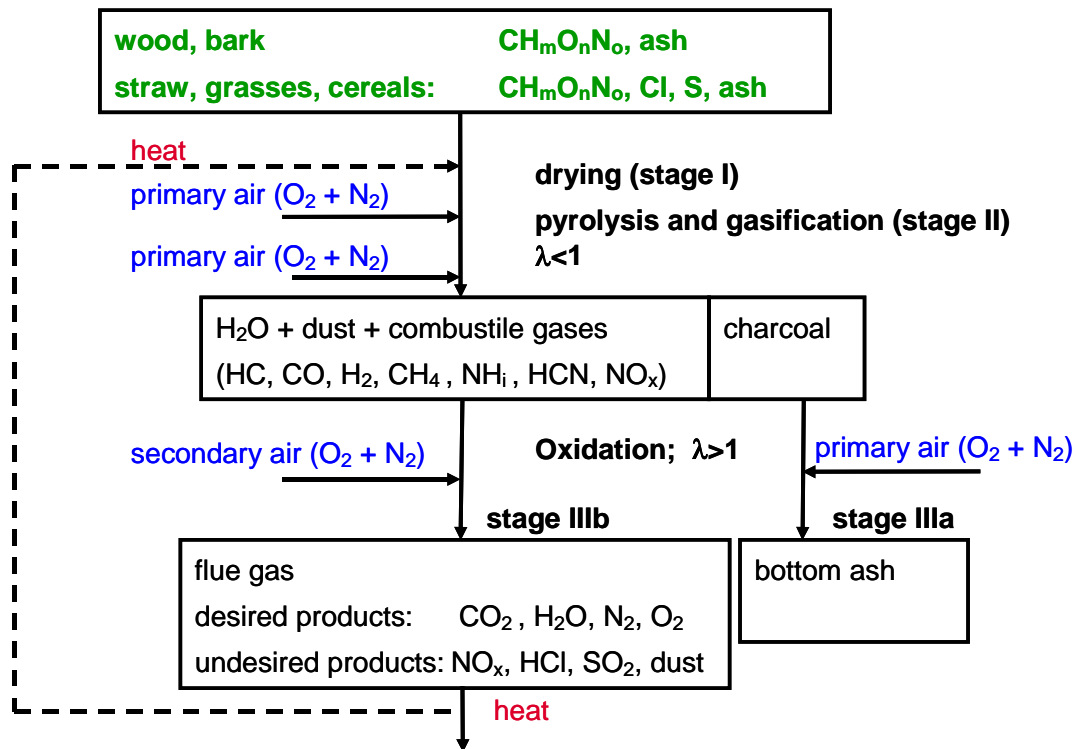 wood, bark CHₘOₙNₒ, ash
straw, grasses, cereals: CHₘOₙNₒ, Cl, S, ash
heat
drying (stage I)
primary air (O₂ + N₂)
pyrolysis and gasification (stage II)
primary air (O₂ + N₂)
λ<1
H₂O + dust + combustile gases
(HC, CO, H₂, CH₄ , NHᵢ , HCN, NOₓ)
charcoal
secondary air (O₂ + N₂)
Oxidation; λ>1
primary air (O₂ + N₂)
stage IIIb
stage IIIa
flue gas
desired products: CO₂ , H₂O, N₂, O₂
undesired products: NOₓ, HCl, SO₂, dust
bottom ash
heat